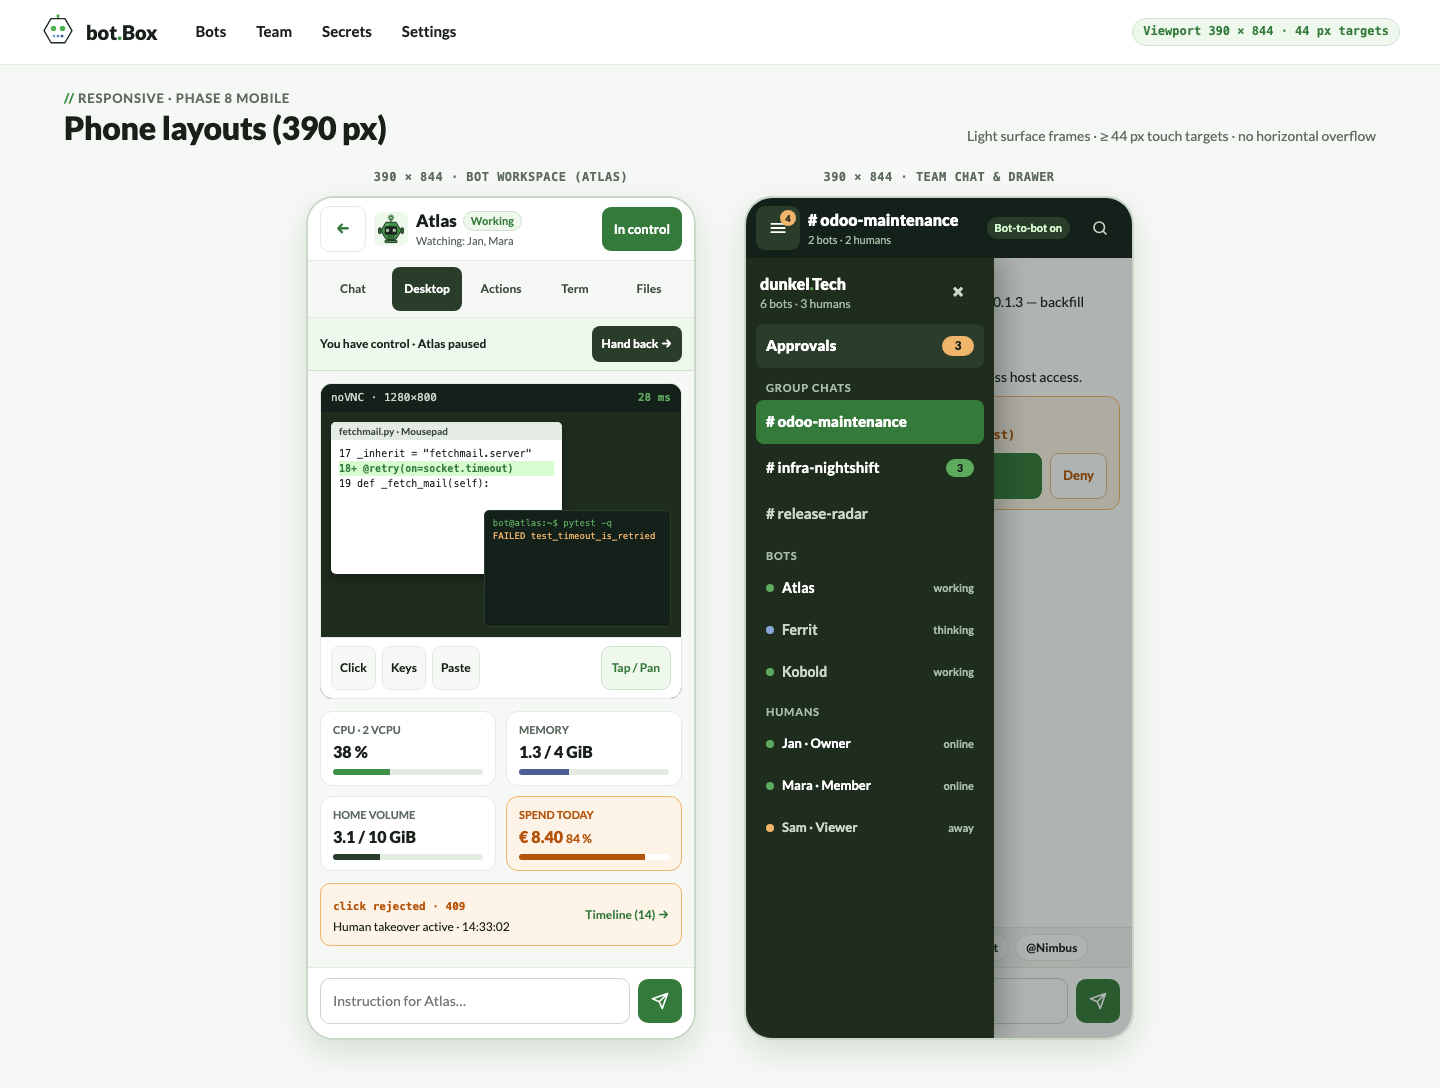 bot.Box
Bots
Team
Secrets
Settings
Viewport 390 × 844 · 44 px targets
// RESPONSIVE · PHASE 8 MOBILE
Phone layouts (390 px)
Light surface frames · ≥ 44 px touch targets · no horizontal overflow
390 × 844 · BOT WORKSPACE (ATLAS)
←
Atlas
Working
Watching: Jan, Mara
In control
Chat
Desktop
Actions
Term
Files
You have control · Atlas paused
Hand back →
noVNC · 1280×800
28 ms
fetchmail.py · Mousepad
17 _inherit = "fetchmail.server"
18+ @retry(on=socket.timeout)
19 def _fetch_mail(self):
bot@atlas:~$ pytest -q
FAILED test_timeout_is_retried
Click
Keys
Paste
Tap / Pan
CPU · 2 VCPU
38 %
MEMORY
1.3 / 4 GiB
HOME VOLUME
3.1 / 10 GiB
SPEND TODAY
€ 8.40 84 %
click rejected · 409
Human takeover active · 14:33:02
Timeline (14) →
Instruction for Atlas...
390 × 844 · TEAM CHAT & DRAWER
4
# odoo-maintenance
2 bots · 2 humans
Bot-to-bot on
dunkel.Tech
6 bots · 3 humans
×
Approvals
3
GROUP CHATS
# odoo-maintenance
# infra-nightshift
3
# release-radar
BOTS
Atlas
working
Ferrit
thinking
Kobold
working
HUMANS
Jan · Owner
online
Mara · Member
online
Sam · Viewer
away
0.1.3 — backfill
ss host access.
st)
Deny
t
@Nimbus